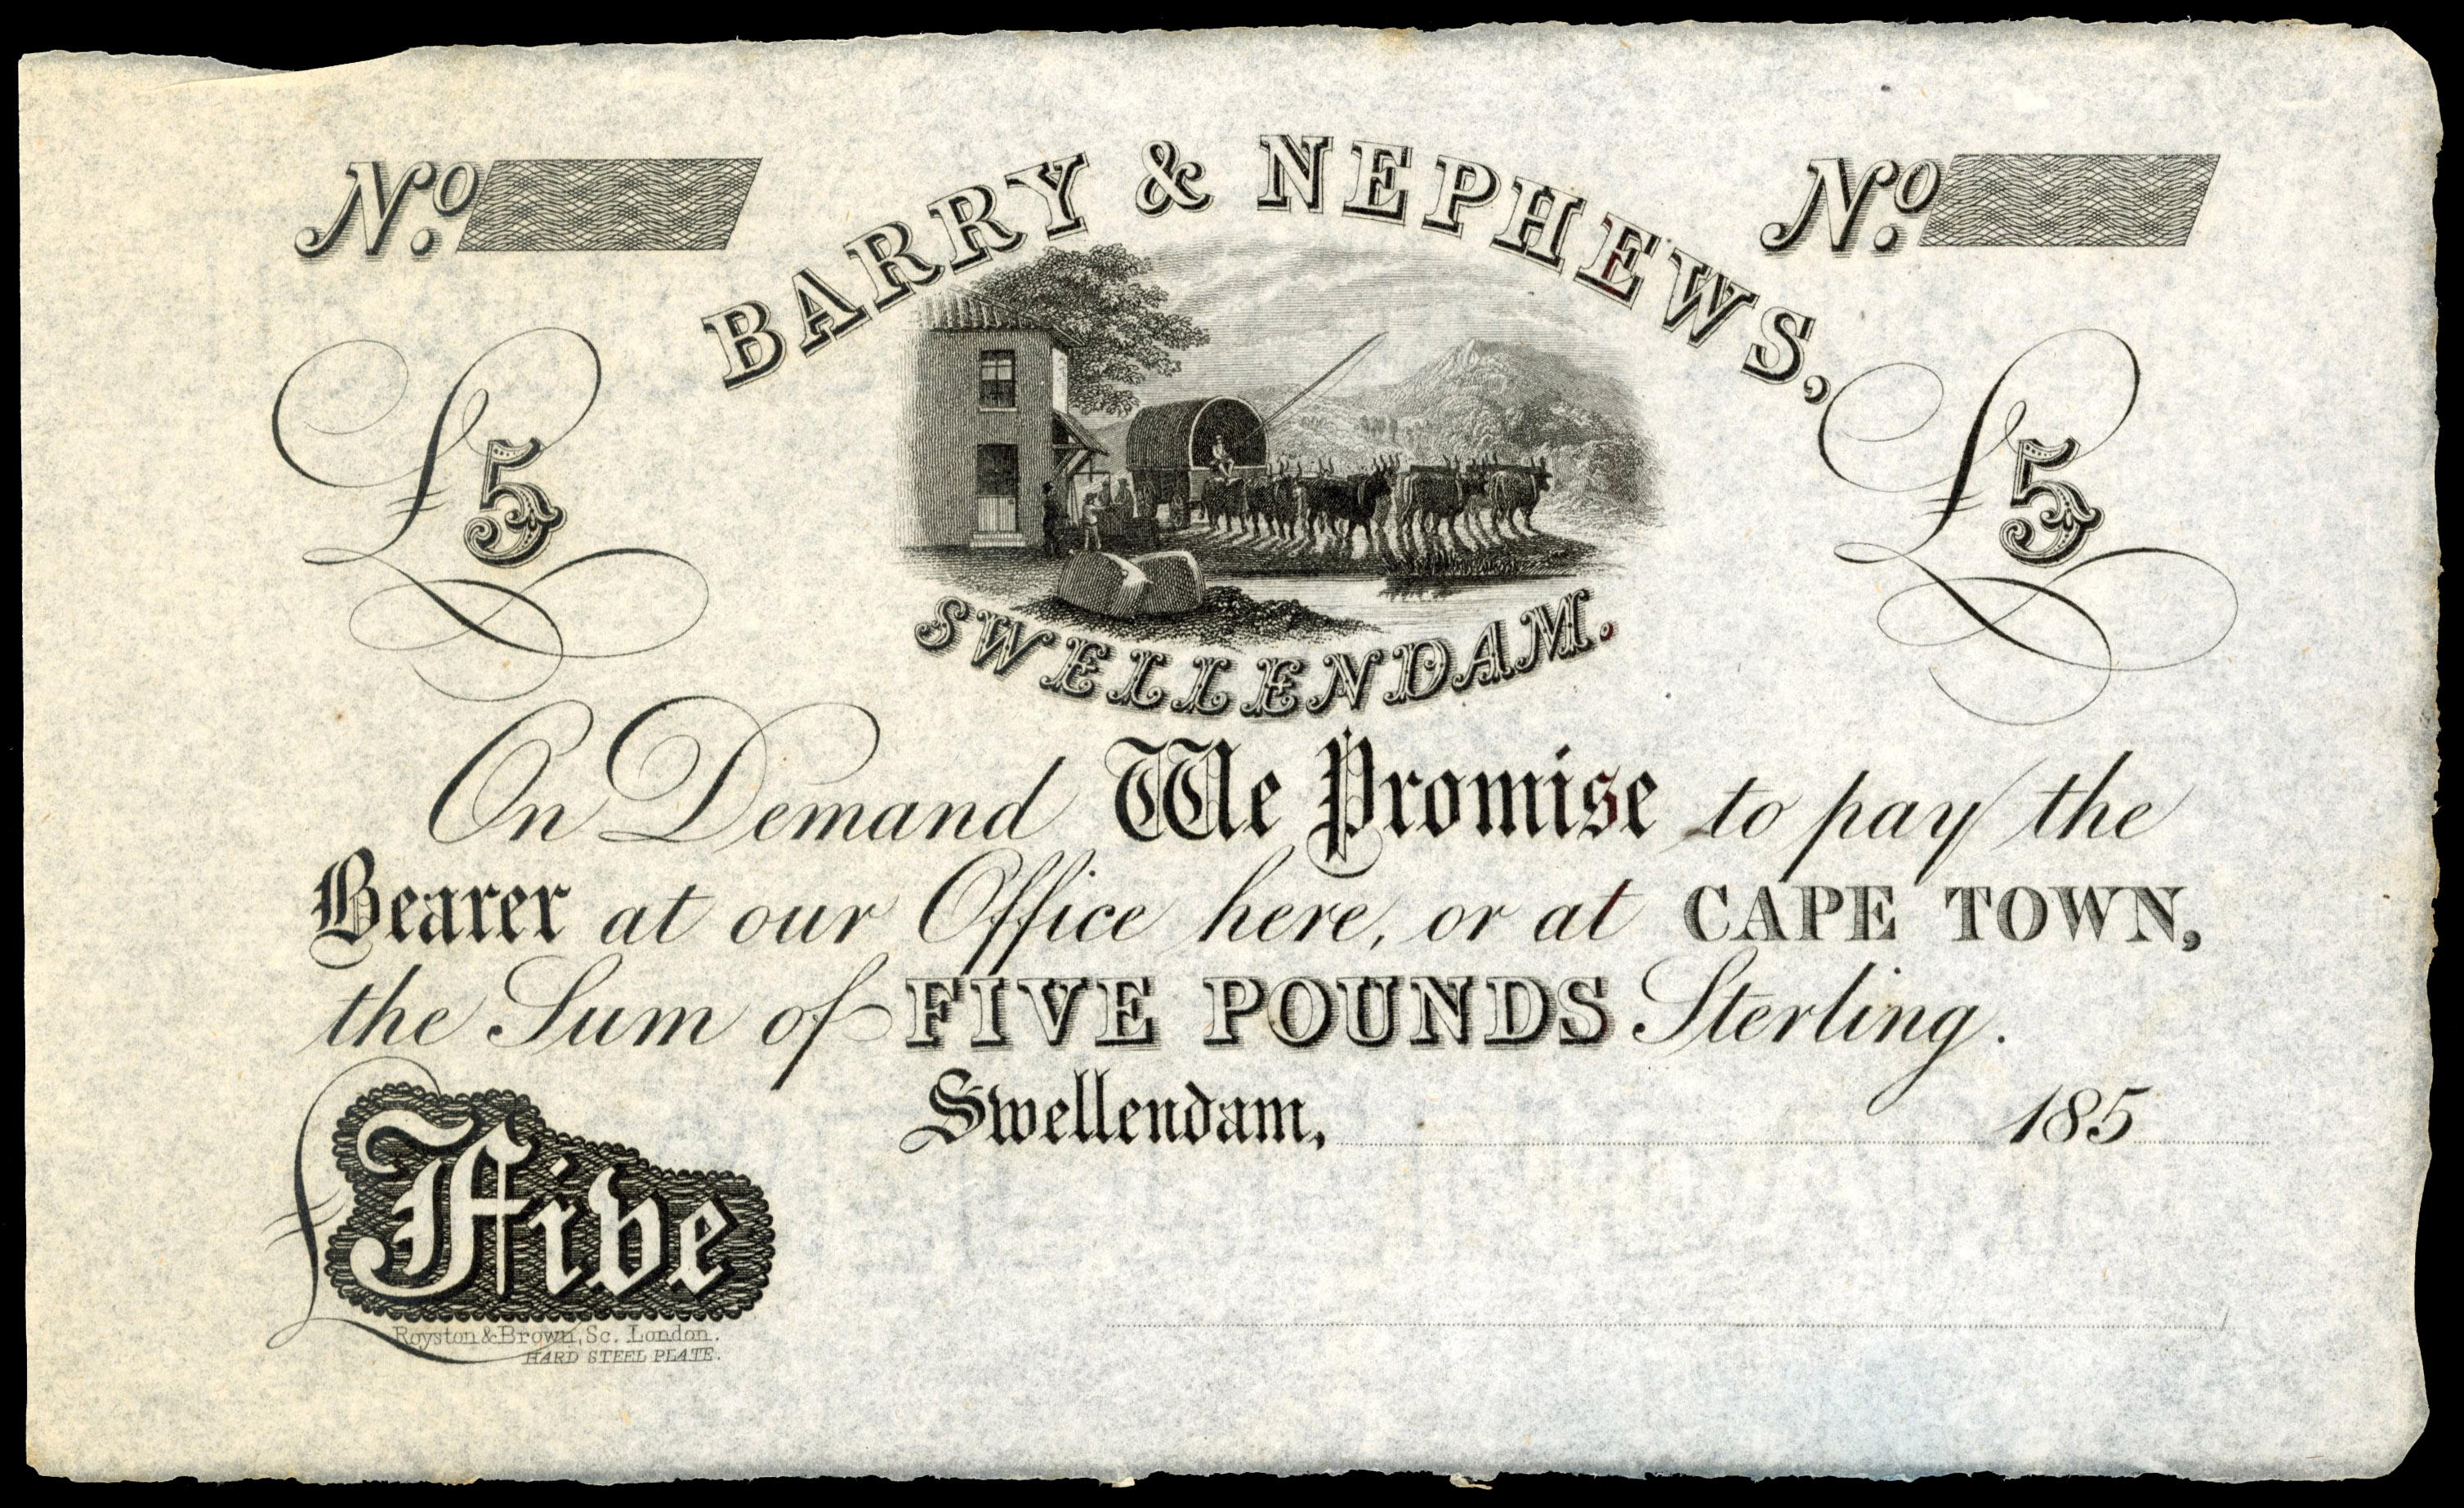 No. No.
BARRY & NEPHEWS,
£5 £5
SWELLENDAM.
On Demand We Promise to pay the
Bearer at our Office here, or at CAPE TOWN,
the Sum of FIVE POUNDS Sterling.
Swellendam, 185
£ Five
Royston & Brown, Sc. London.
HARD STEEL PLATE.